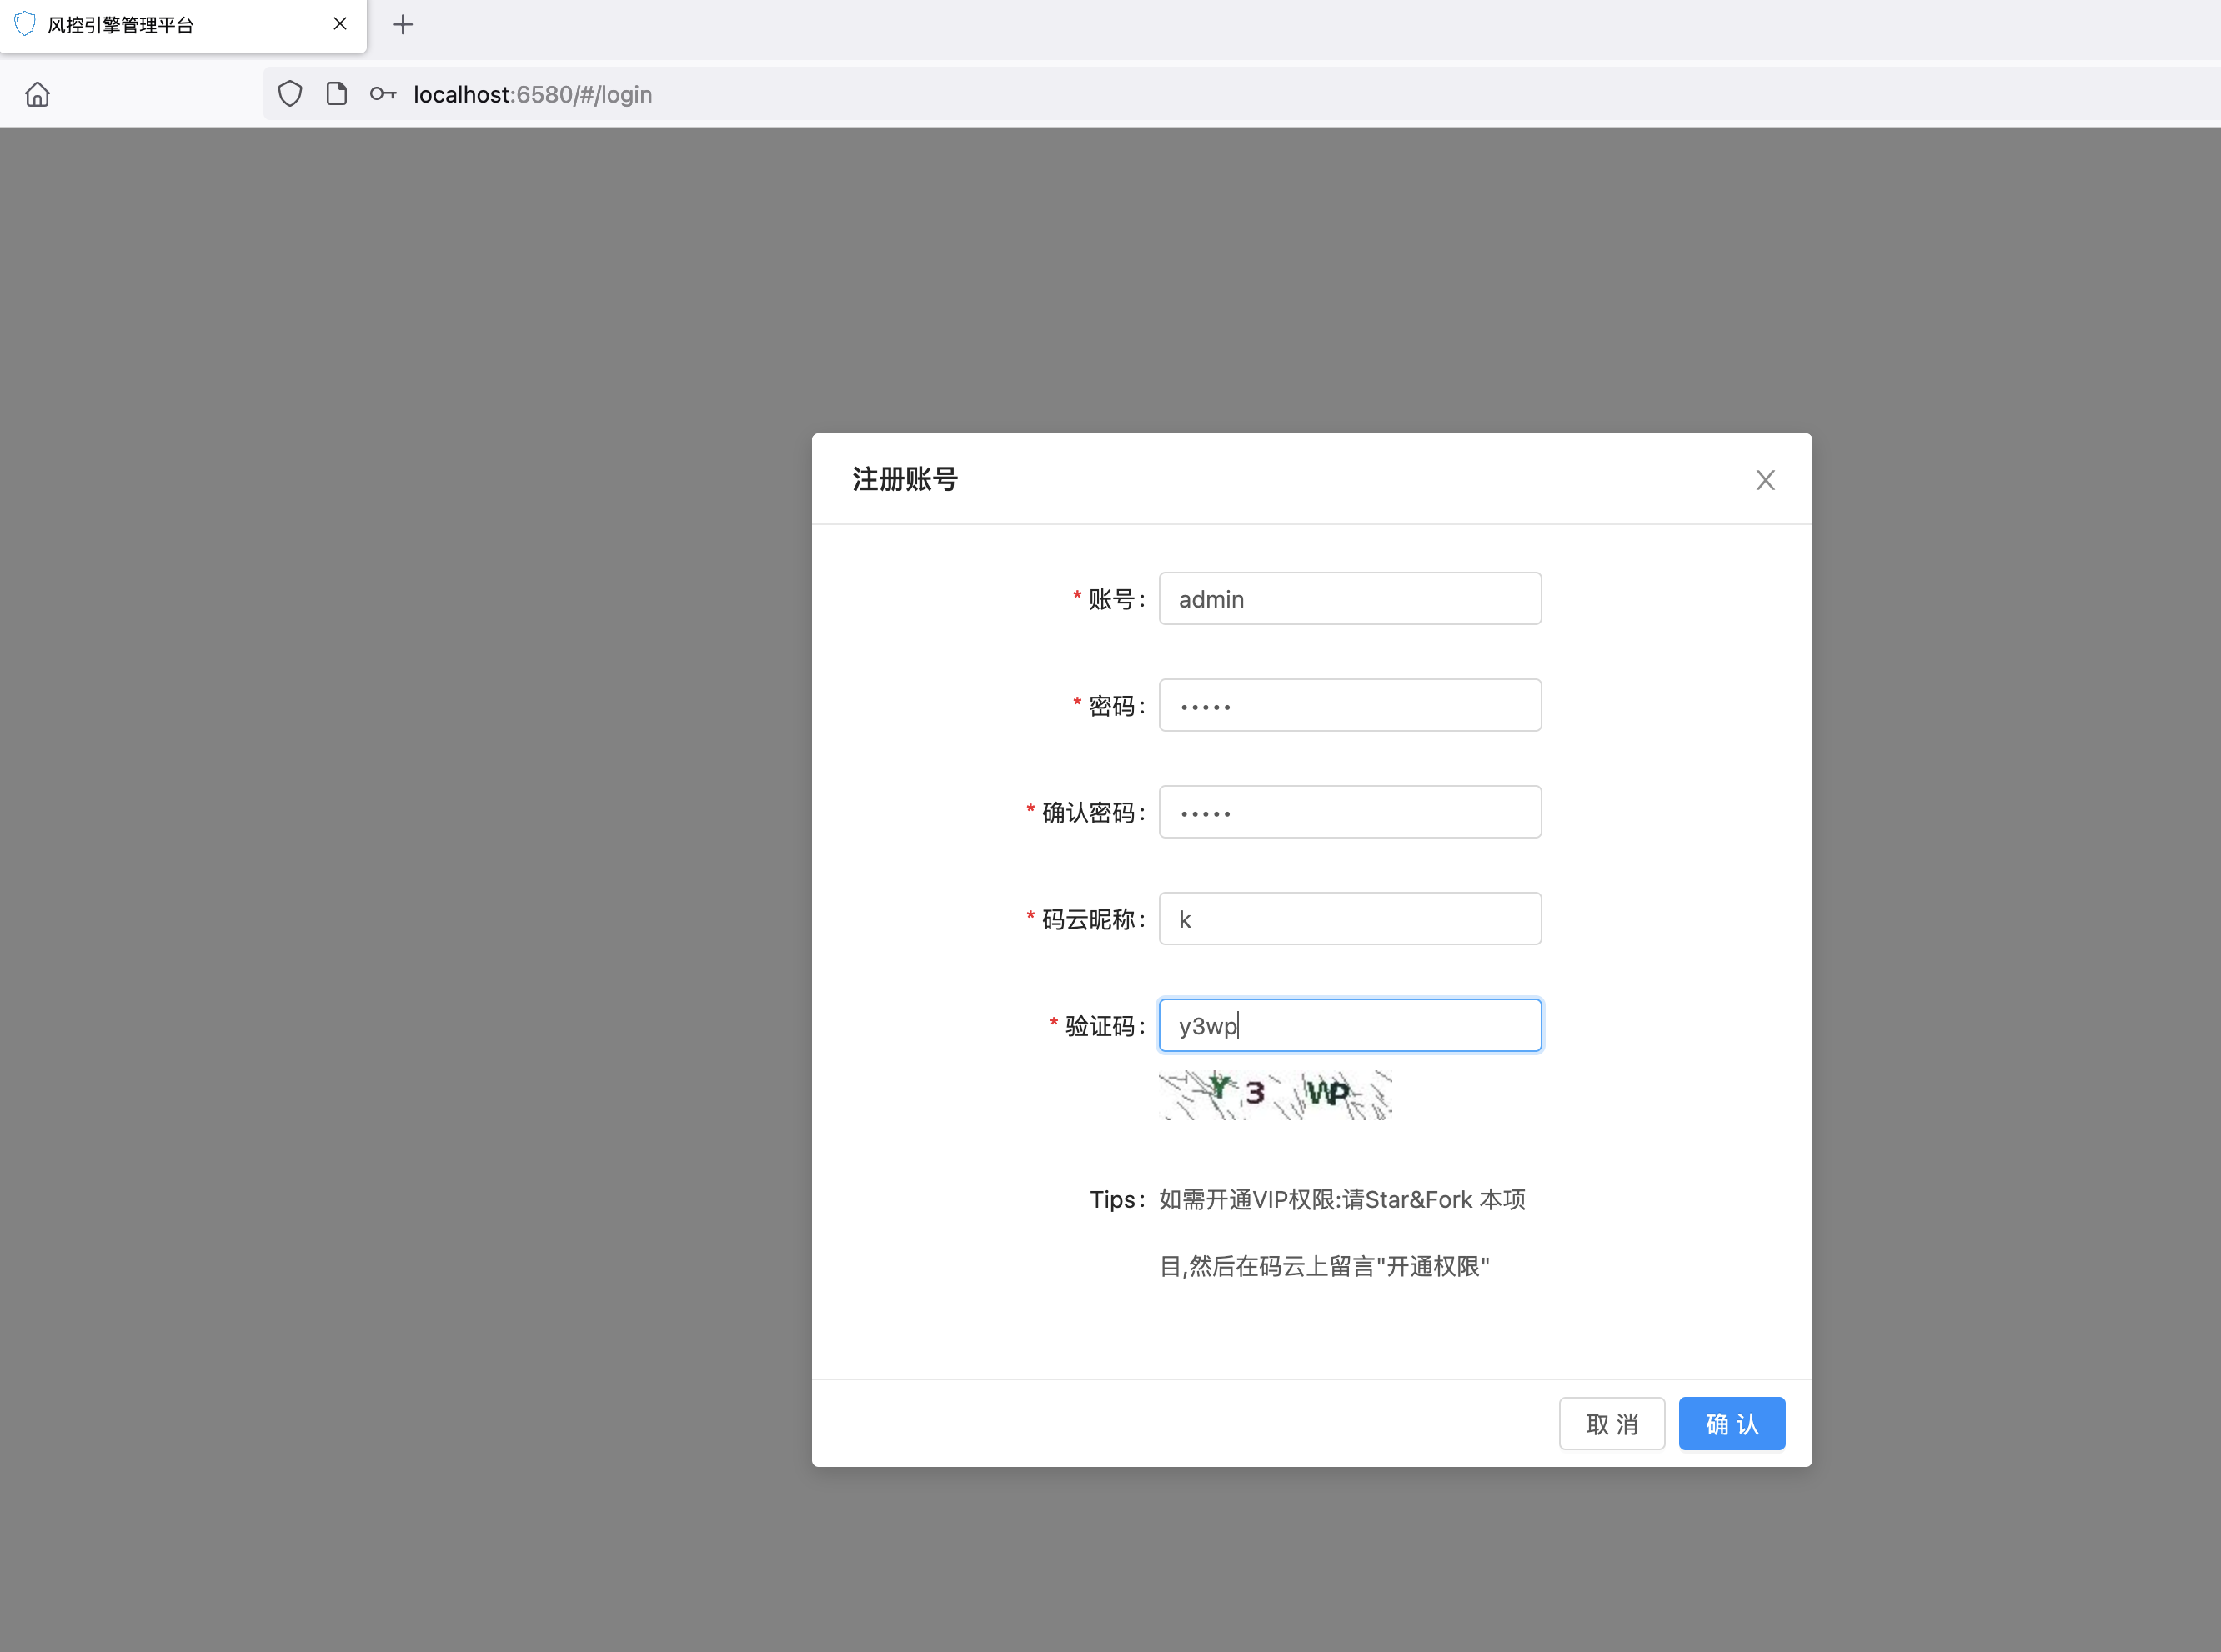 风控引擎管理平台
localhost:6580/#/login
注册账号
* 账号: admin
* 密码: •••••
* 确认密码: •••••
* 码云昵称: k
* 验证码: y3wp
Y 3 WP
Tips: 如需开通VIP权限:请Star&Fork 本项
目,然后在码云上留言"开通权限"
取 消 确 认